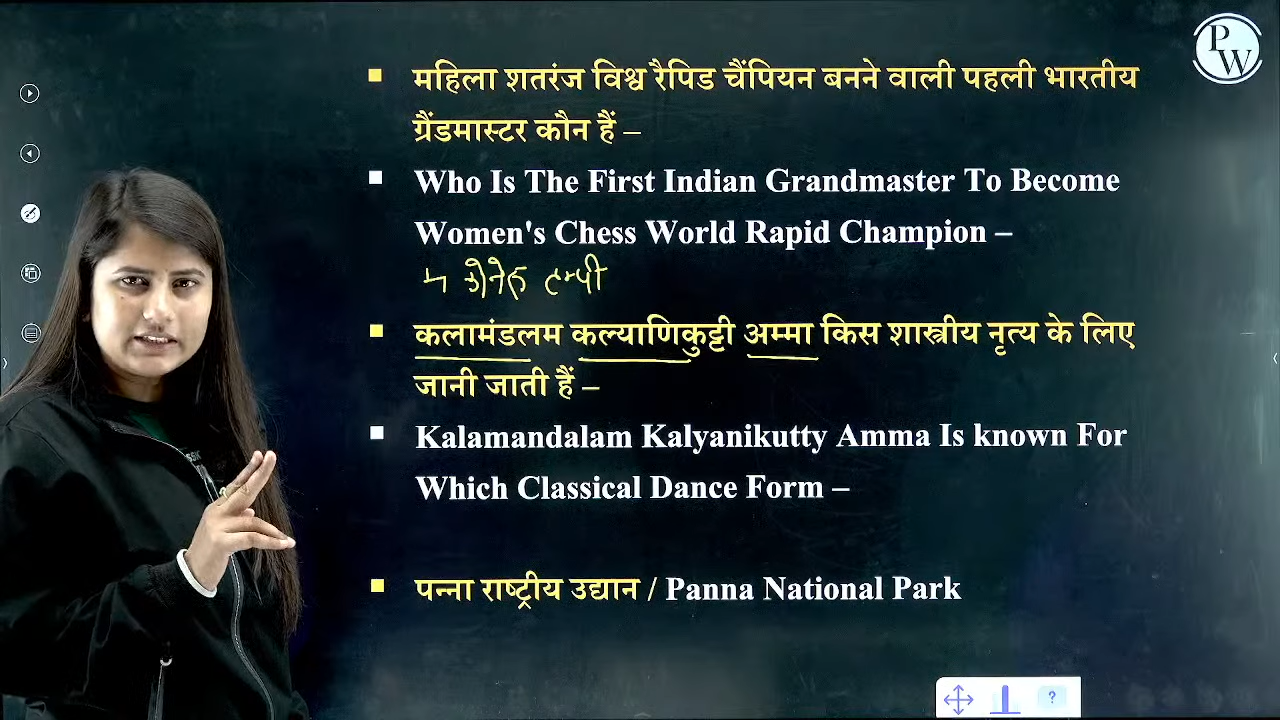 PW
महिला शतरंज विश्व रैपिड चैंपियन बनने वाली पहली भारतीय
ग्रैंडमास्टर कौन हैं –
Who Is The First Indian Grandmaster To Become
Women's Chess World Rapid Champion –
कलामंडलम कल्याणिकुट्टी अम्मा किस शास्त्रीय नृत्य के लिए
जानी जाती हैं –
Kalamandalam Kalyanikutty Amma Is known For
Which Classical Dance Form –
पन्ना राष्ट्रीय उद्यान / Panna National Park
?